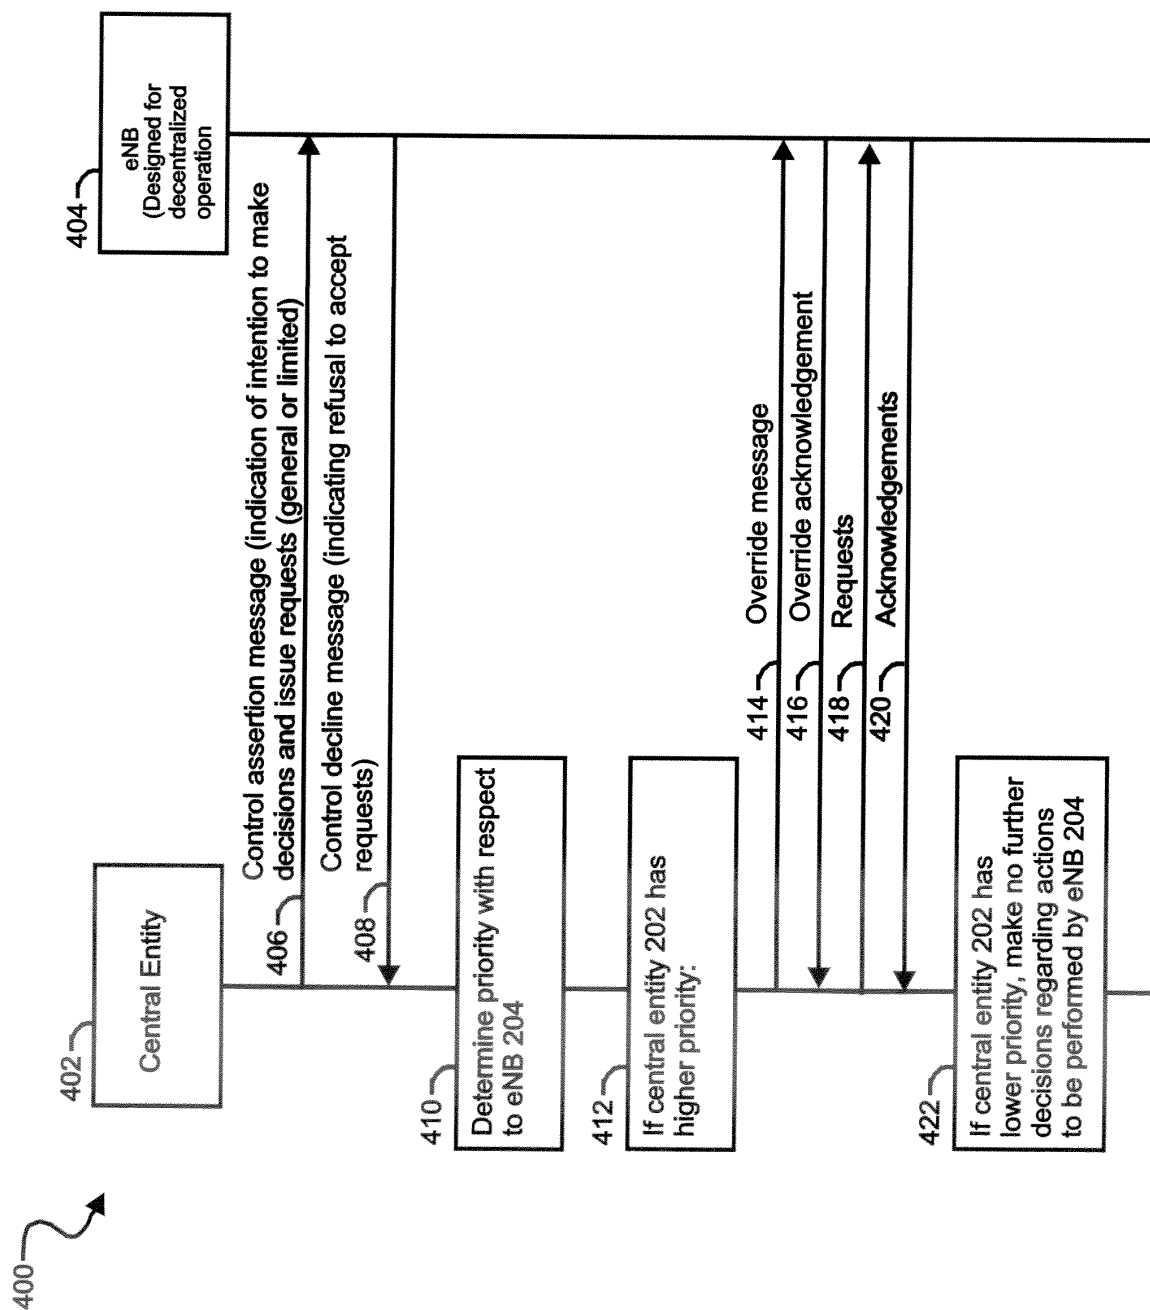 400
402
Central Entity
404
eNB
(Designed for
decentralized
operation
Control assertion message (indication of intention to make
decisions and issue requests (general or limited)
406
Control decline message (indicating refusal to accept
requests)
408
410
Determine priority with respect
to eNB 204
412
If central entity 202 has
higher priority:
414
Override message
416
Override acknowledgement
418
Requests
420
Acknowledgements
422
If central entity 202 has
lower priority, make no further
decisions regarding actions
to be performed by eNB 204